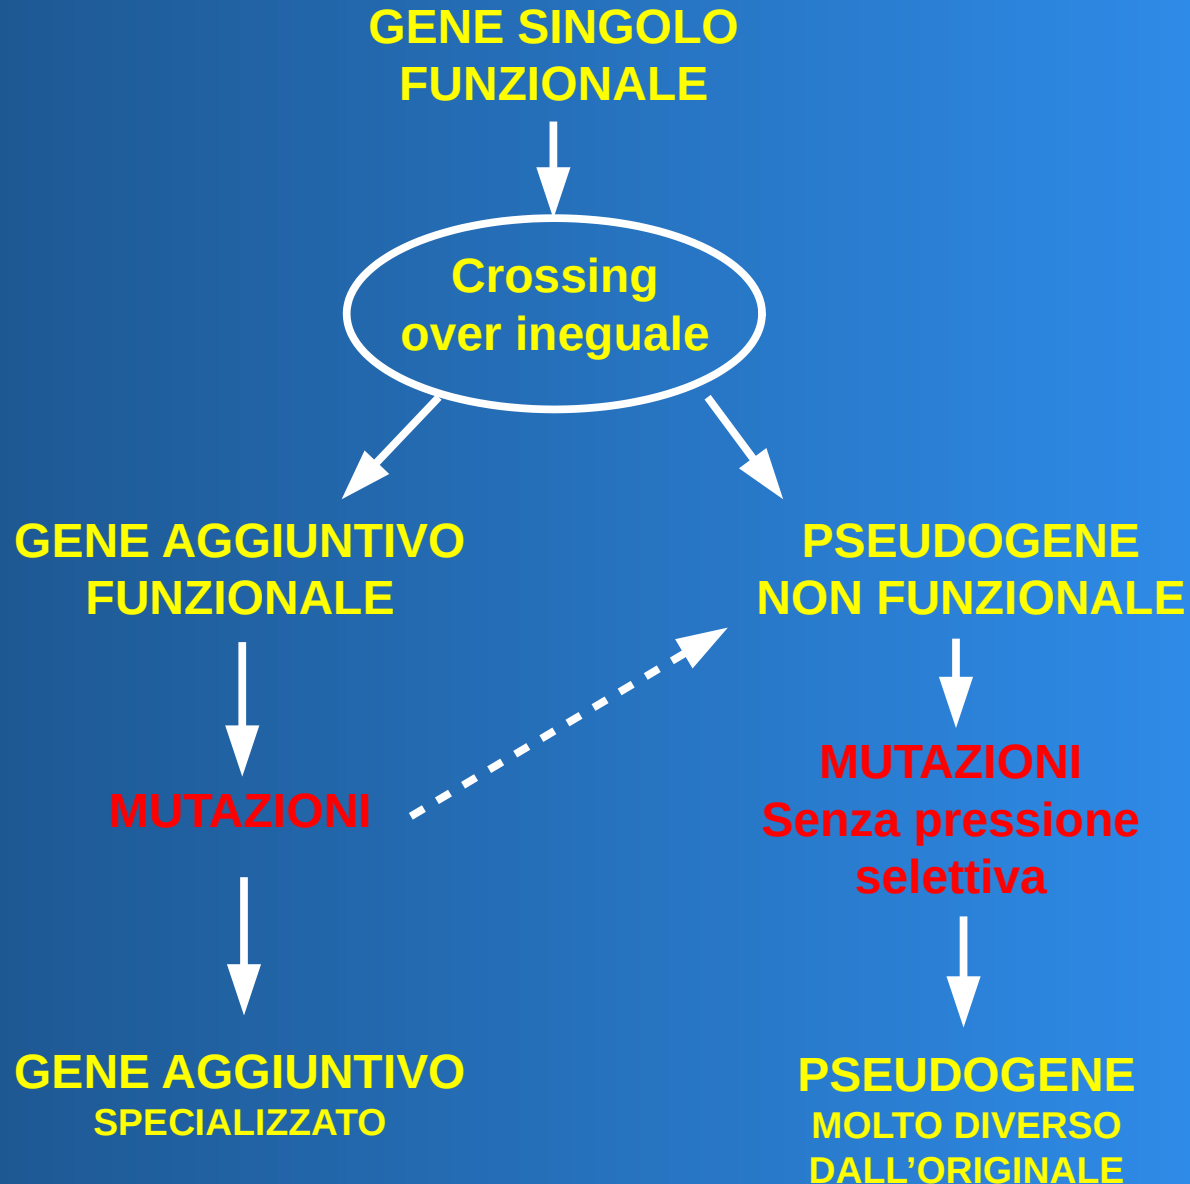 GENE SINGOLO
FUNZIONALE
Crossing
over ineguale
GENE AGGIUNTIVO
FUNZIONALE
PSEUDOGENE
NON FUNZIONALE
MUTAZIONI
MUTAZIONI
Senza pressione
selettiva
GENE AGGIUNTIVO
SPECIALIZZATO
PSEUDOGENE
MOLTO DIVERSO
DALL’ORIGINALE